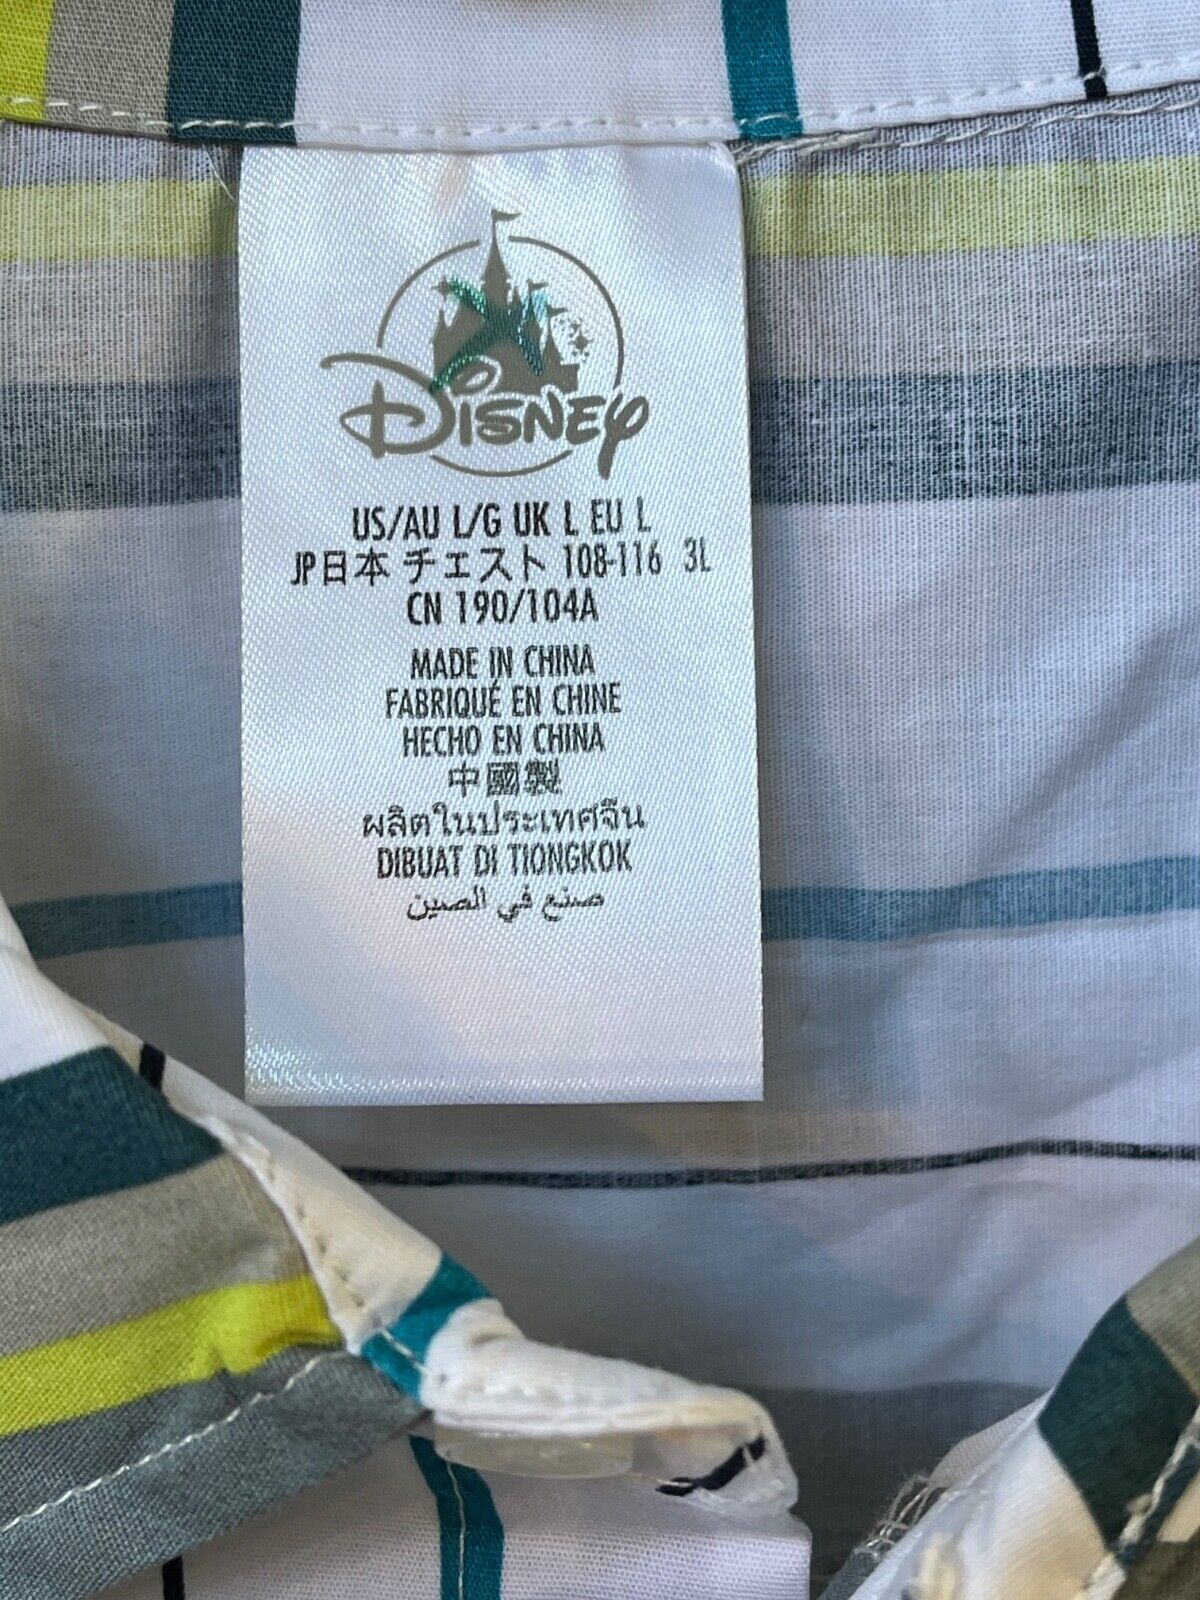 Disney
US/AU L/G UK L EU L
JP日本 チェスト 108-116 3L
CN 190/104A
MADE IN CHINA
FABRIQUÉ EN CHINE
HECHO EN CHINA
中國製
ผลิตในประเทศจีน
DIBUAT DI TIONGKOK
صنع في الصين